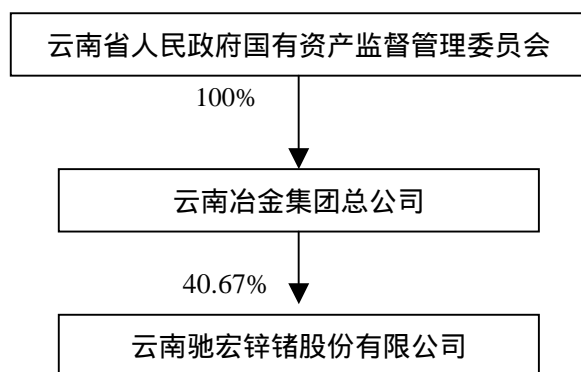 云南省人民政府国有资产监督管理委员会
100%
云南冶金集团总公司
40.67%
云南驰宏锌锗股份有限公司